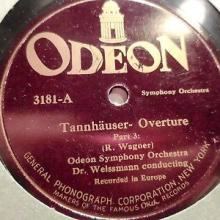 ODEON
3181-A
Symphony Orchestra
Tannhäuser- Overture
Part 3:
(R. Wagner)
Odeon Symphony Orchestra
Dr. Weissmann conducting
Recorded in Europe
GENERAL PHONOGRAPH CORPORATION, NEW YORK
MAKERS OF THE FAMOUS OKeh RECORDS